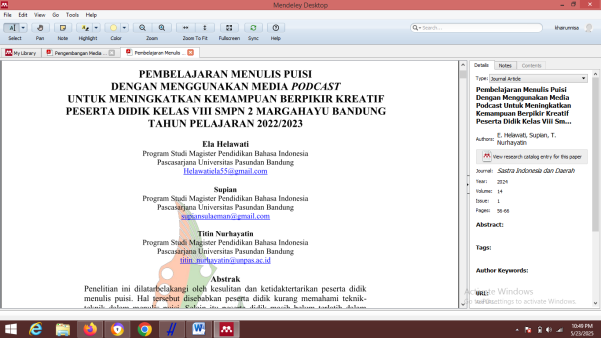 Mendeley Desktop
File Edit View Go Tools Help
Select Pan Note Highlight Color Zoom Zoom To Fit Fullscreen Sync Help
Search...
khairunnisa
My Library
Pengembangan Media ...
Pembelajaran Menulis ...
PEMBELAJARAN MENULIS PUISI
DENGAN MENGGUNAKAN MEDIA PODCAST
UNTUK MENINGKATKAN KEMAMPUAN BERPIKIR KREATIF
PESERTA DIDIK KELAS VIII SMPN 2 MARGAHAYU BANDUNG
TAHUN PELAJARAN 2022/2023
Ela Helawati
Program Studi Magister Pendidikan Bahasa Indonesia
Pascasarjana Universitas Pasundan Bandung
Helawatiela55@gmail.com
Supian
Program Studi Magister Pendidikan Bahasa Indonesia
Pascasarjana Universitas Pasundan Bandung
supiansulaeman@gmail.com
Titin Nurhayatin
Program Studi Magister Pendidikan Bahasa Indonesia
Pascasarjana Universitas Pasundan Bandung
titin_nurhayatin@unpas.ac.id
Abstrak
Penelitian ini dilatarbelakangi oleh kesulitan dan ketidaktertarikan peserta didik
menulis puisi. Hal tersebut disebabkan peserta didik kurang memahami teknik-
Details Notes Contents
Type: Journal Article
Pembelajaran Menulis Puisi
Dengan Menggunakan Media
Podcast Untuk Meningkatkan
Kemampuan Berpikir Kreatif
Peserta Didik Kelas Viii Sm...
Authors: E. Helawati, Supian, T.
Nurhayatin
View research catalog entry for this paper
Journal: Sastra Indonesia dan Daerah
Year: 2024
Volume: 14
Issue: 1
Pages: 56-66
Abstract:
Tags:
Author Keywords:
URL:
Activate Windows
Settings to activate Windows.
10:49 PM
5/23/2025